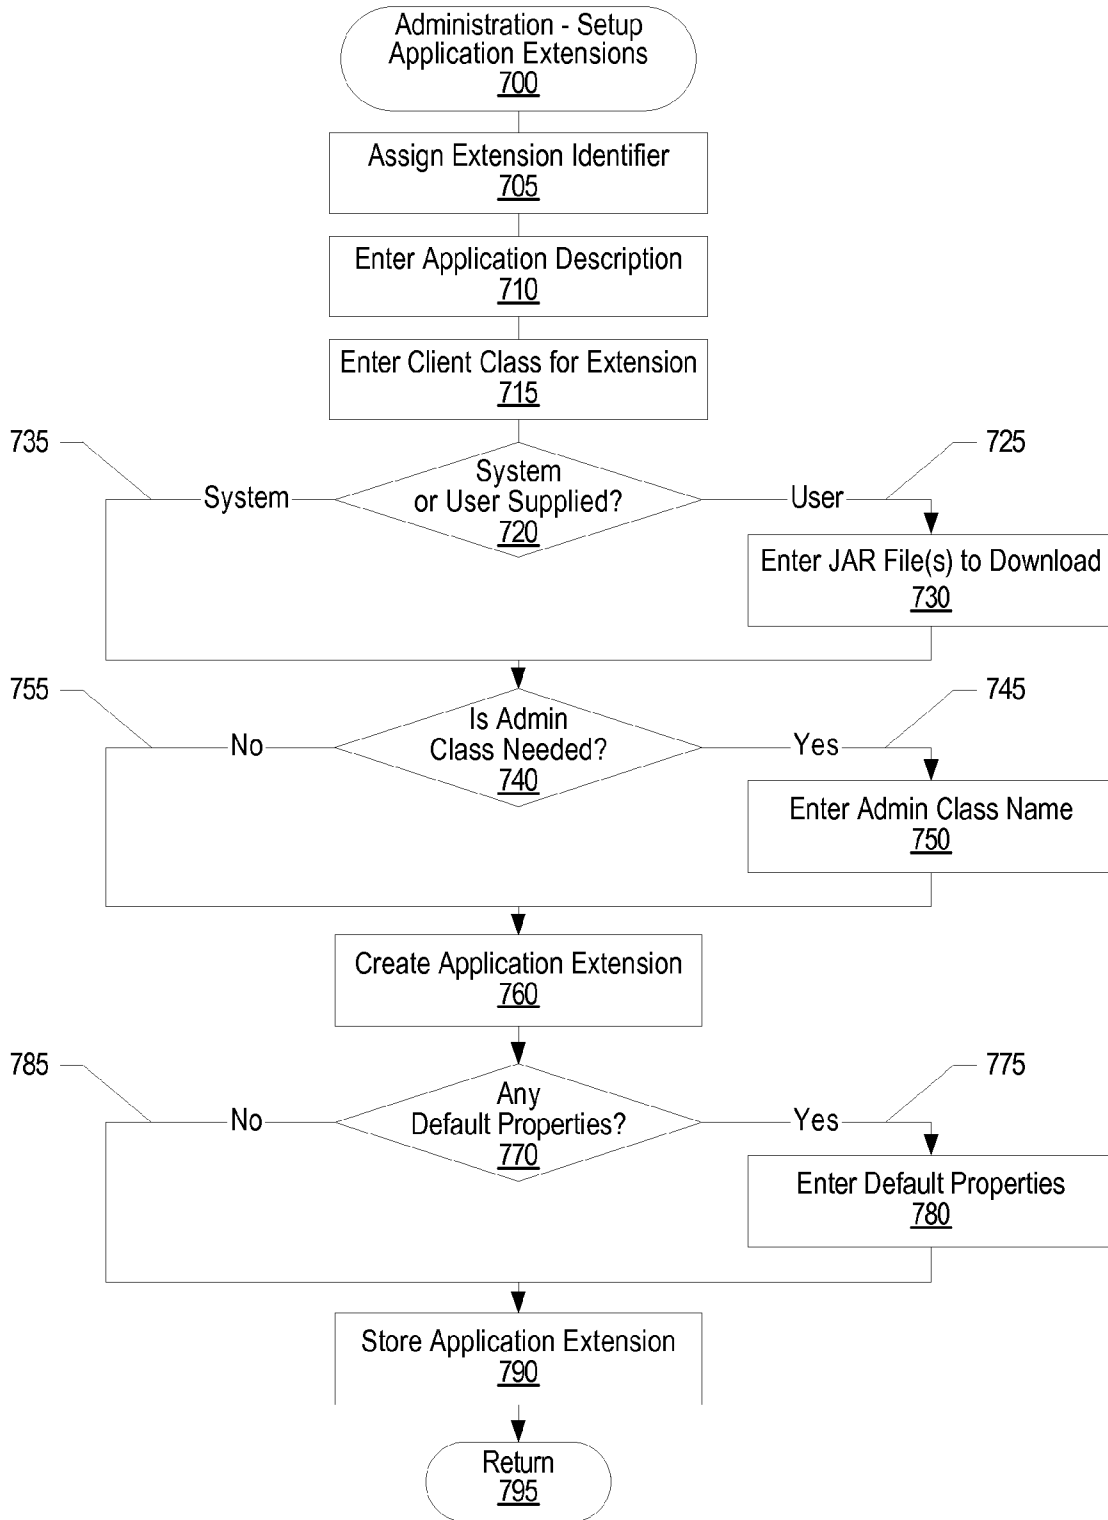 Administration - Setup
Application Extensions
700
Assign Extension Identifier
705
Enter Application Description
710
Enter Client Class for Extension
715
735
725
System
or User Supplied?
720
System
User
Enter JAR File(s) to Download
730
755
745
Is Admin
Class Needed?
740
No
Yes
Enter Admin Class Name
750
Create Application Extension
760
785
775
Any
Default Properties?
770
No
Yes
Enter Default Properties
780
Store Application Extension
790
Return
795